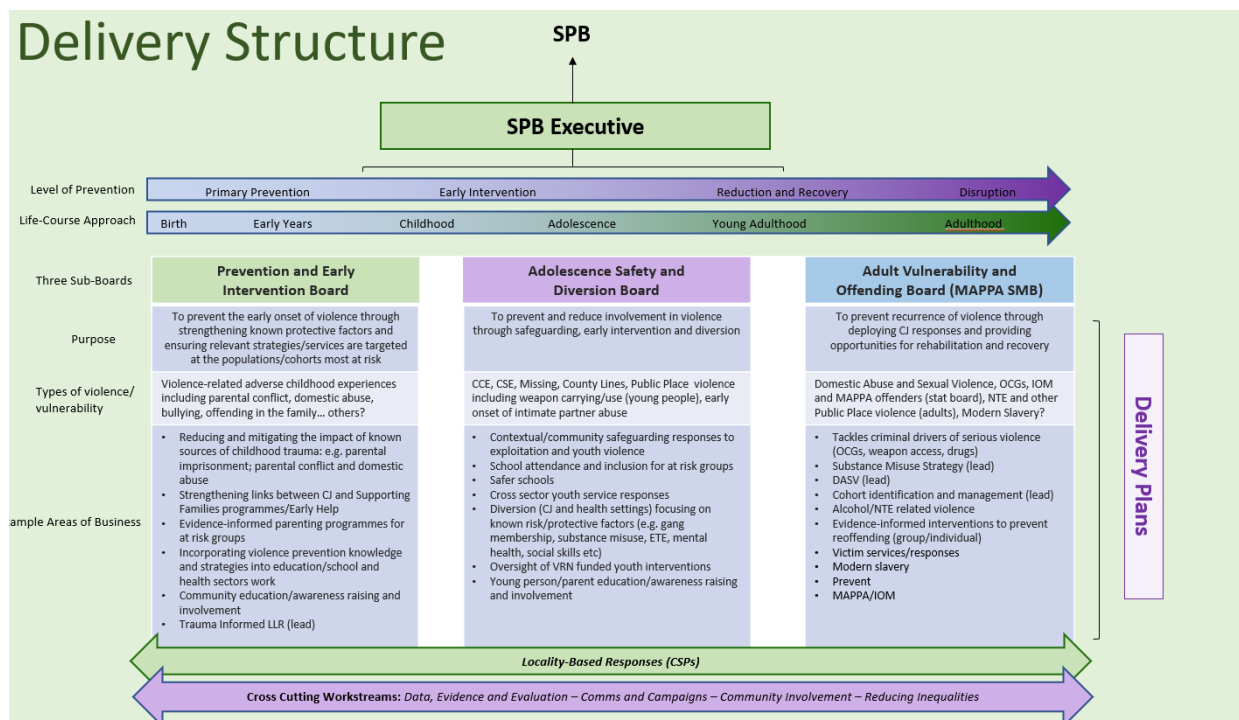 Delivery Structure
SPB
SPB Executive
Level of Prevention
Primary Prevention
Early Intervention
Reduction and Recovery
Disruption
Life-Course Approach
Birth
Early Years
Childhood
Adolescence
Young Adulthood
Adulthood
Three Sub-Boards
Prevention and Early
Intervention Board
Adolescence Safety and
Diversion Board
Adult Vulnerability and
Offending Board (MAPPA SMB)
Purpose
To prevent the early onset of violence through
strengthening known protective factors and
ensuring relevant strategies/services are targeted
at the populations/cohorts most at risk
To prevent and reduce involvement in violence
through safeguarding, early intervention and diversion
To prevent recurrence of violence through
deploying CJ responses and providing
opportunities for rehabilitation and recovery
Types of violence/
vulnerability
Violence-related adverse childhood experiences
including parental conflict, domestic abuse,
bullying, offending in the family... others?
CCE, CSE, Missing, County Lines, Public Place violence
including weapon carrying/use (young people), early
onset of intimate partner abuse
Domestic Abuse and Sexual Violence, OCGs, IOM
and MAPPA offenders (stat board), NTE and other
Public Place violence (adults), Modern Slavery?
ample Areas of Business
• Reducing and mitigating the impact of known
sources of childhood trauma: e.g. parental
imprisonment; parental conflict and domestic
abuse
• Strengthening links between CJ and Supporting
Families programmes/Early Help
• Evidence-informed parenting programmes for
at risk groups
• Incorporating violence prevention knowledge
and strategies into education/school and
health sectors work
• Community education/awareness raising and
involvement
• Trauma Informed LLR (lead)
• Contextual/community safeguarding responses to
exploitation and youth violence
• School attendance and inclusion for at risk groups
• Safer schools
• Cross sector youth service responses
• Diversion (CJ and health settings) focusing on
known risk/protective factors (e.g. gang
membership, substance misuse, ETE, mental
health, social skills etc)
• Oversight of VRN funded youth interventions
• Young person/parent education/awareness raising
and involvement
• Tackles criminal drivers of serious violence
(OCGs, weapon access, drugs)
• Substance Misuse Strategy (lead)
• DASV (lead)
• Cohort identification and management (lead)
• Alcohol/NTE related violence
• Evidence-informed interventions to prevent
reoffending (group/individual)
• Victim services/responses
• Modern slavery
• Prevent
• MAPPA/IOM
Delivery Plans
Locality-Based Responses (CSPs)
Cross Cutting Workstreams: Data, Evidence and Evaluation – Comms and Campaigns – Community Involvement – Reducing Inequalities